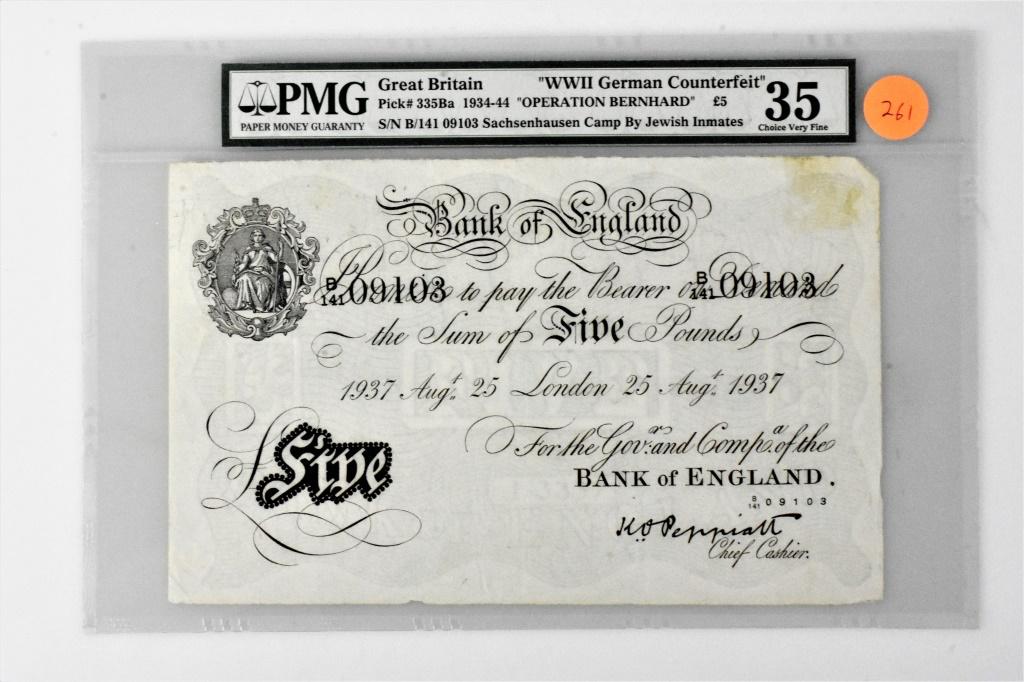 PMG
PAPER MONEY GUARANTY
Great Britain "WWII German Counterfeit"
Pick# 335Ba 1934-44 "OPERATION BERNHARD" £5
S/N B/141 09103 Sachsenhausen Camp By Jewish Inmates
35
Choice Very Fine
261
Bank of England
B/141 09103 to pay the Bearer on Demand B/141 09103
the Sum of Five Pounds
1937 Augt. 25 London 25 Augt. 1937
For the Govr. and Compa. of the
BANK of ENGLAND.
£Five
B/141 09103
K.O Peppiatt
Chief Cashier.